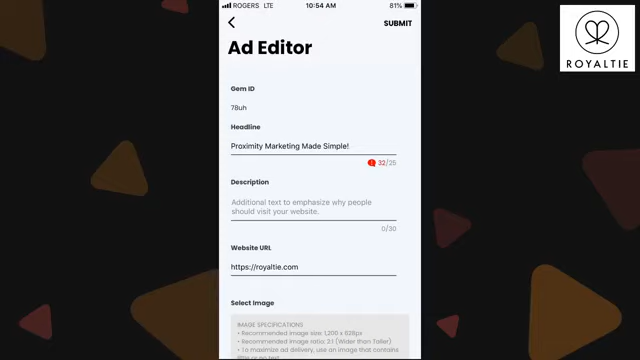 ROGERS LTE 10:54 AM 81%
SUBMIT
Ad Editor
Gem ID
78uh
Headline
Proximity Marketing Made Simple!
32/25
Description
Additional text to emphasize why people
should visit your website.
0/30
Website URL
https://royaltie.com
Select Image
IMAGE SPECIFICATIONS
• Recommended image size: 1,200 x 628px
• Recommended image ratio: 2:1 (Wider than Taller)
• To maximize ad delivery, use an image that contains
ROYALTIE